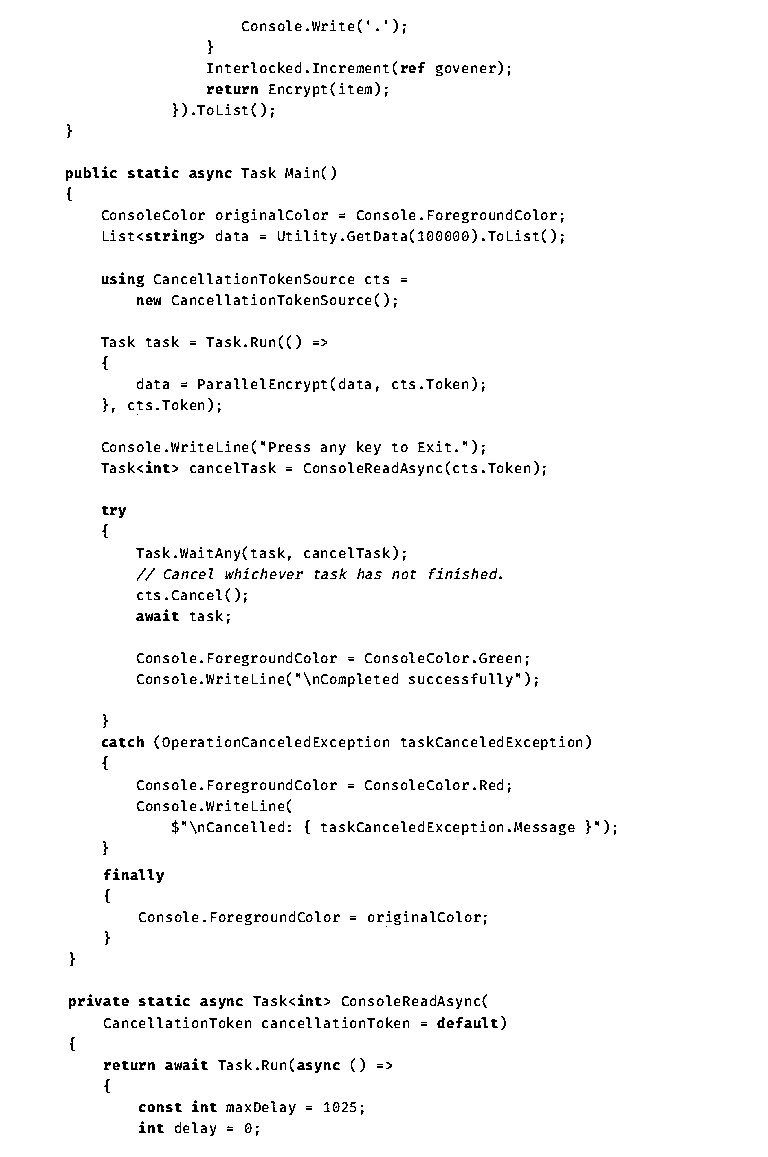 Console.Write('.');
}
Interlocked.Increment(ref govener);
return Encrypt(item);
}).ToList();
}
public static async Task Main()
{
ConsoleColor originalColor = Console.ForegroundColor;
List<string> data = Utility.GetData(100000).ToList();
using CancellationTokenSource cts =
new CancellationTokenSource();
Task task = Task.Run(() =>
{
data = ParallelEncrypt(data, cts.Token);
}, cts.Token);
Console.WriteLine("Press any key to Exit.");
Task<int> cancelTask = ConsoleReadAsync(cts.Token);
try
{
Task.WaitAny(task, cancelTask);
// Cancel whichever task has not finished.
cts.Cancel();
await task;
Console.ForegroundColor = ConsoleColor.Green;
Console.WriteLine("\nCompleted successfully");
}
catch (OperationCanceledException taskCanceledException)
{
Console.ForegroundColor = ConsoleColor.Red;
Console.WriteLine(
$"\nCancelled: { taskCanceledException.Message }");
}
finally
{
Console.ForegroundColor = originalColor;
}
}
private static async Task<int> ConsoleReadAsync(
CancellationToken cancellationToken = default)
{
return await Task.Run(async () =>
{
const int maxDelay = 1025;
int delay = 0;